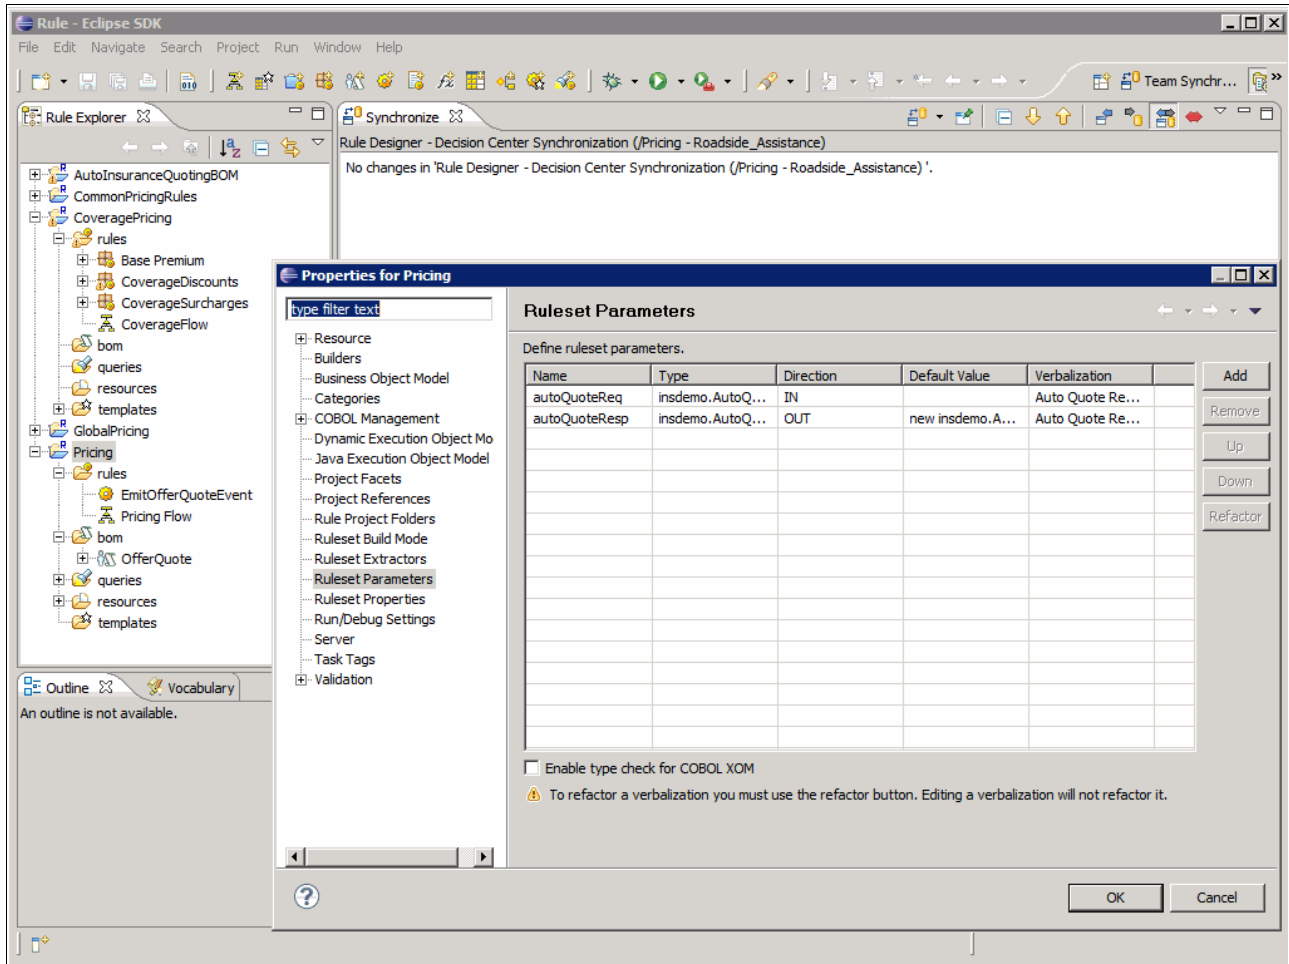 Rule - Eclipse SDK
File Edit Navigate Search Project Run Window Help
010
Team Synchr...
Rule Explorer
Synchronize
Rule Designer - Decision Center Synchronization (/Pricing - Roadside_Assistance)
No changes in 'Rule Designer - Decision Center Synchronization (/Pricing - Roadside_Assistance) '.
AutoInsuranceQuotingBOM
CommonPricingRules
CoveragePricing
rules
Base Premium
CoverageDiscounts
CoverageSurcharges
CoverageFlow
bom
queries
resources
templates
GlobalPricing
Pricing
rules
EmitOfferQuoteEvent
Pricing Flow
bom
OfferQuote
queries
resources
templates
Outline
Vocabulary
An outline is not available.
Properties for Pricing
type filter text
Resource
Builders
Business Object Model
Categories
COBOL Management
Dynamic Execution Object Mo
Java Execution Object Model
Project Facets
Project References
Rule Project Folders
Ruleset Build Mode
Ruleset Extractors
Ruleset Parameters
Ruleset Properties
Run/Debug Settings
Server
Task Tags
Validation
Ruleset Parameters
Define ruleset parameters.
Name Type Direction Default Value Verbalization
autoQuoteReq insdemo.AutoQ... IN Auto Quote Re...
autoQuoteResp insdemo.AutoQ... OUT new insdemo.A... Auto Quote Re...
Add
Remove
Up
Down
Refactor
Enable type check for COBOL XOM
To refactor a verbalization you must use the refactor button. Editing a verbalization will not refactor it.
OK Cancel